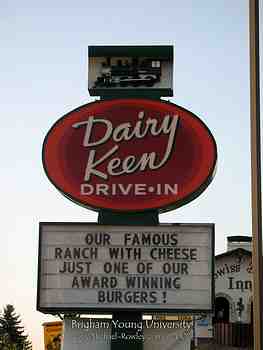 Dairy
Keen
DRIVE•IN
OUR FAMOUS
RANCH WITH CHEESE
JUST ONE OF OUR
AWARD WINNING
BURGERS!
Inn
Brigham Young University